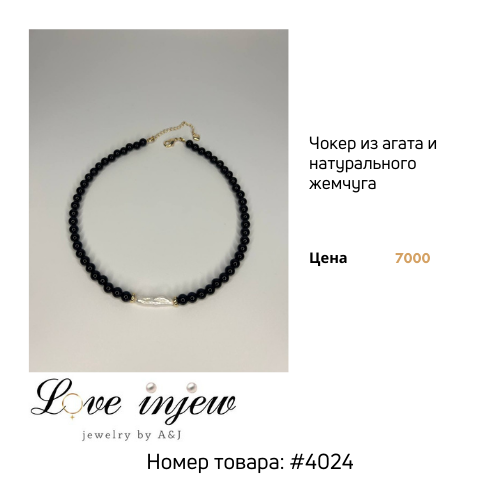 Чокер из агата и
натурального
жемчуга
Цена 7000
Love injew
jewelry by A&J
Номер товара: #4024